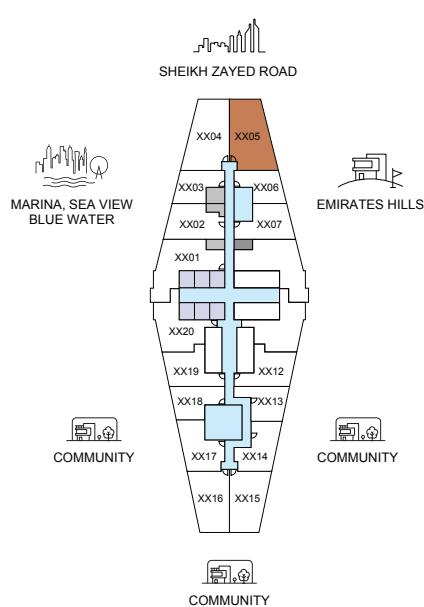 SHEIKH ZAYED ROAD
XX04 XX05
MARINA, SEA VIEW
BLUE WATER
XX03 XX06
EMIRATES HILLS
XX02 XX07
XX01
XX20
XX19 XX12
XX18 XX13
COMMUNITY
XX17 XX14
COMMUNITY
XX16 XX15
COMMUNITY